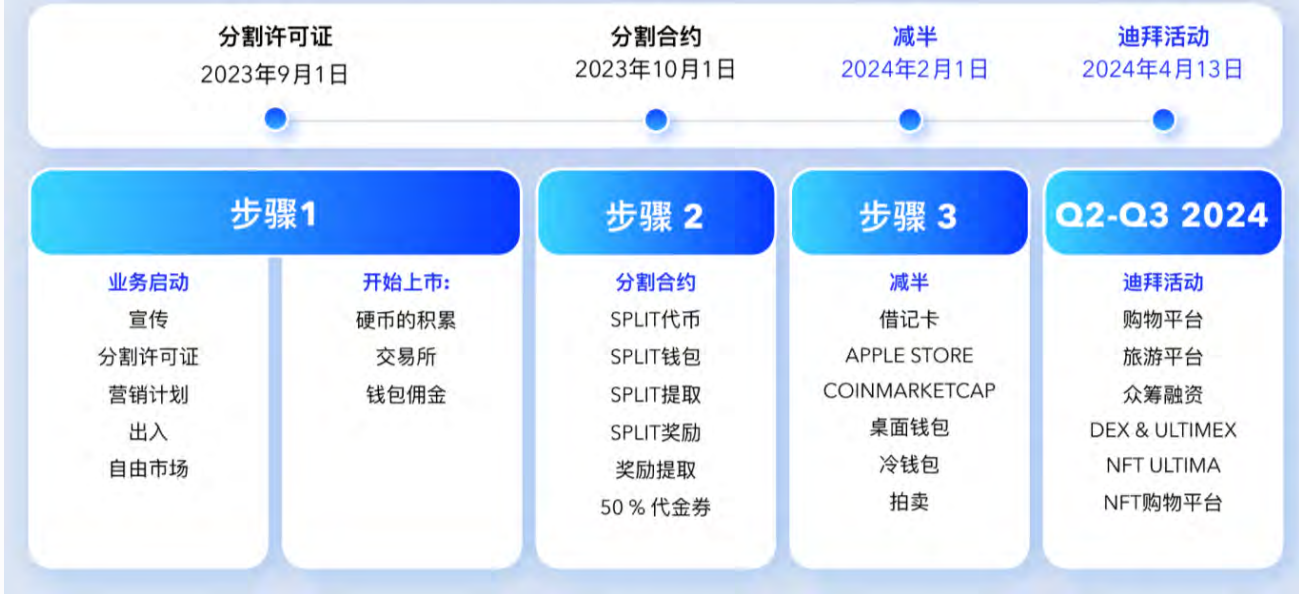 分割许可证
2023年9月1日
分割合约
2023年10月1日
减半
2024年2月1日
迪拜活动
2024年4月13日
步骤1
业务启动
宣传
分割许可证
营销计划
出入
自由市场
开始上市:
硬币的积累
交易所
钱包佣金
步骤 2
分割合约
SPLIT代币
SPLIT钱包
SPLIT提取
SPLIT奖励
奖励提取
50 % 代金券
步骤 3
减半
借记卡
APPLE STORE
COINMARKETCAP
桌面钱包
冷钱包
拍卖
Q2-Q3 2024
迪拜活动
购物平台
旅游平台
众筹融资
DEX & ULTIMEX
NFT ULTIMA
NFT购物平台